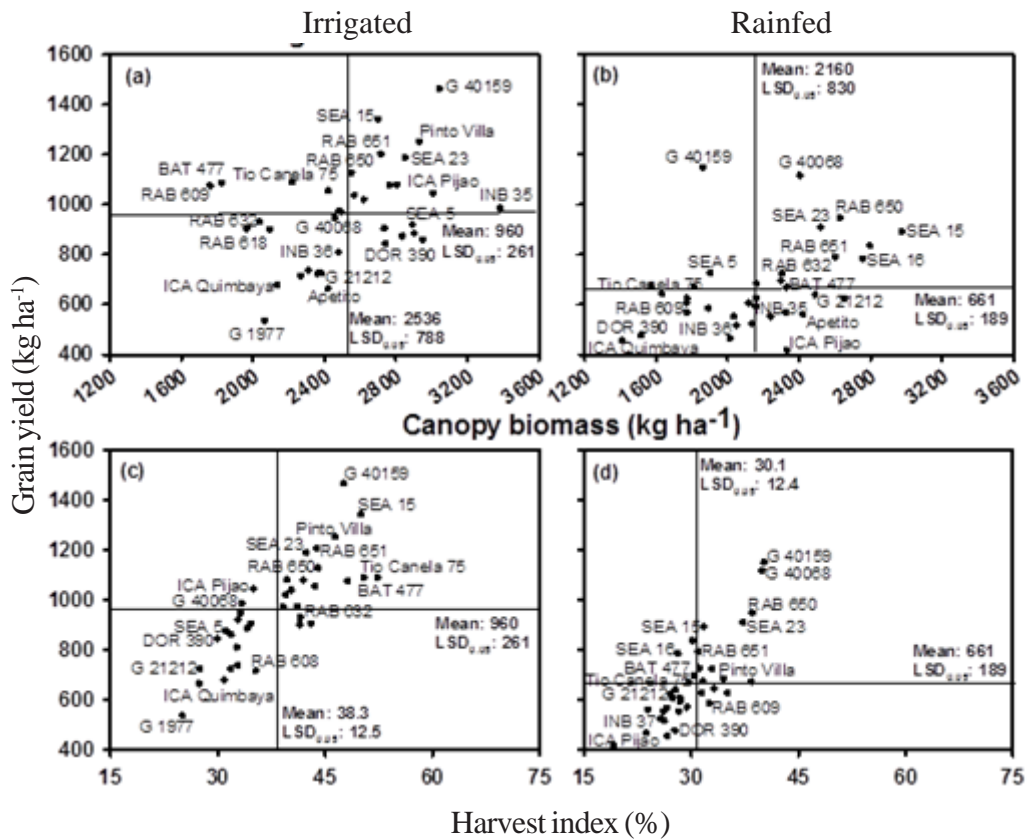 Irrigated
Rainfed
Grain yield (kg ha-1)
(a)
1600
1400
1200
1000
800
600
400
G 40159
SEA 15
Pinto Villa
RAB 651
RAB 650
SEA 23
BAT 477
Tio Canela 75
ICA Pijao
RAB 609
INB 35
SEA 5
RAB 632
G 40068
RAB 618
Mean: 960
LSD0.05: 261
INB 36
DOR 390
ICA Quimbaya
G 21212
Apetito
G 1977
Mean: 2536
LSD0.05: 788
1200 1600 2000 2400 2800 3200 3600
(b)
Mean: 2160
LSD0.05: 830
G 40159
G 40068
SEA 23
RAB 650
SEA 15
RAB 651
SEA 5
RAB 632
SEA 16
Tio Canela 75
BAT 477
Mean: 661
LSD0.05: 189
RAB 609
INB 35
G 21212
DOR 390
INB 36
Apetito
ICA Quimbaya
ICA Pijao
1200 1600 2000 2400 2800 3200 3600
Canopy biomass (kg ha-1)
(c)
1600
1400
1200
1000
800
600
400
G 40159
SEA 15
Pinto Villa
SEA 23
RAB 651
RAB 650
Tio Canela 75
ICA Pijao
BAT 477
G 40068
RAB 632
SEA 5
Mean: 960
LSD0.05: 261
DOR 390
G 21212
RAB 608
ICA Quimbaya
G 1977
Mean: 38.3
LSD0.05: 12.5
15 30 45 60 75
(d)
Mean: 30.1
LSD0.05: 12.4
G 40159
G 40068
RAB 650
SEA 15
SEA 23
SEA 16
RAB 651
BAT 477
Pinto Villa
Mean: 661
LSD0.05: 189
Tio Canela 75
G 21212
RAB 609
INB 37
DOR 390
ICA Pijao
15 30 45 60 75
Harvest index (%)